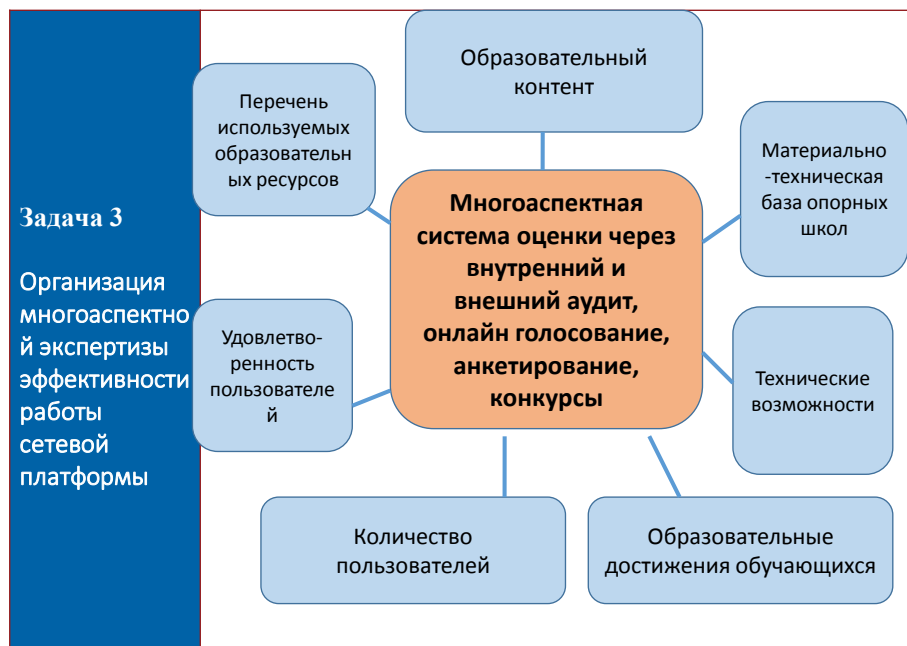 Задача 3
Организация
многоаспектно
й экспертизы
эффективности
работы
сетевой
платформы
Образовательный
контент
Перечень
используемых
образовательн
ых ресурсов
Материально
-техническая
база опорных
школ
Многоаспектная
система оценки через
внутренний и
внешний аудит,
онлайн голосование,
анкетирование,
конкурсы
Удовлетво-
ренность
пользователе
й
Технические
возможности
Количество
пользователей
Образовательные
достижения обучающихся